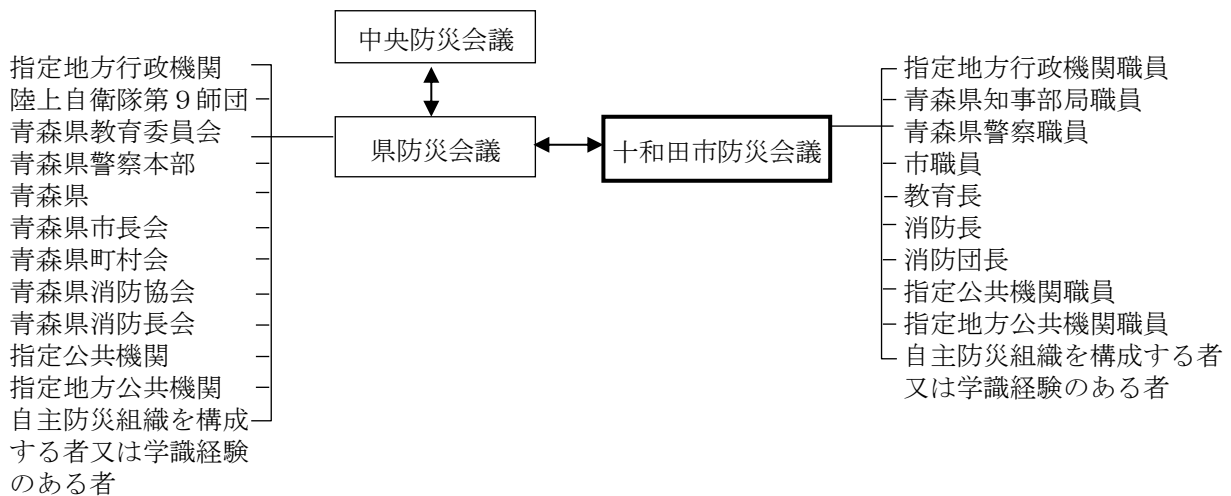 中央防災会議
指定地方行政機関
陸上自衛隊第９師団
青森県教育委員会
青森県警察本部
青森県
青森県市長会
青森県町村会
青森県消防協会
青森県消防長会
指定公共機関
指定地方公共機関
自主防災組織を構成
する者又は学識経験
のある者
県防災会議
十和田市防災会議
指定地方行政機関職員
青森県知事部局職員
青森県警察職員
市職員
教育長
消防長
消防団長
指定公共機関職員
指定地方公共機関職員
自主防災組織を構成する者
又は学識経験のある者